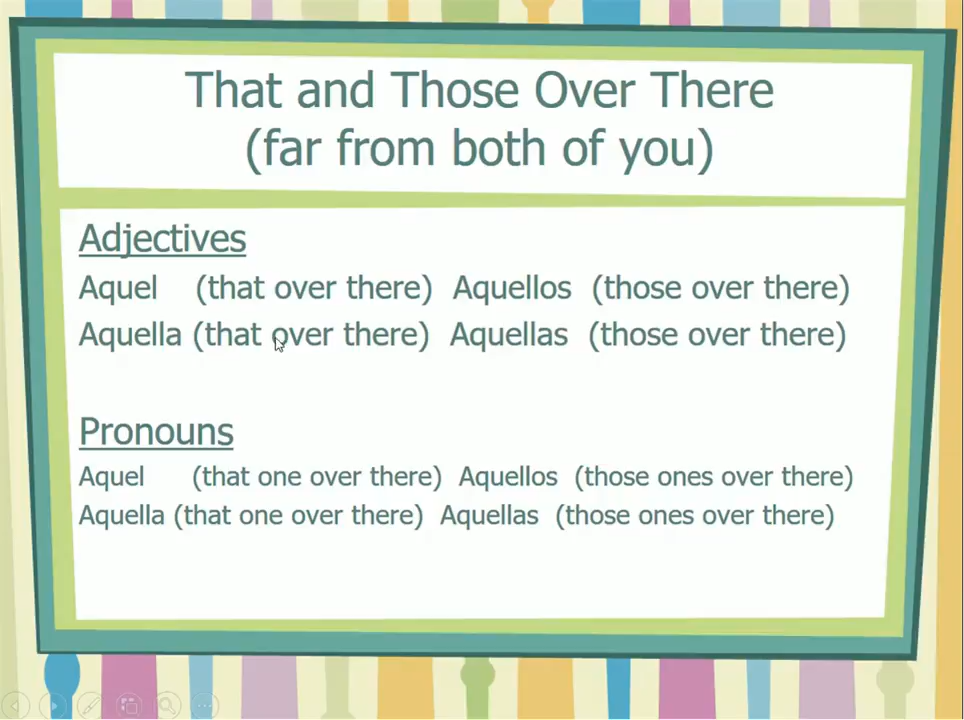 That and Those Over There
(far from both of you)
Adjectives
Aquel (that over there) Aquellos (those over there)
Aquella (that over there) Aquellas (those over there)
Pronouns
Aquel (that one over there) Aquellos (those ones over there)
Aquella (that one over there) Aquellas (those ones over there)